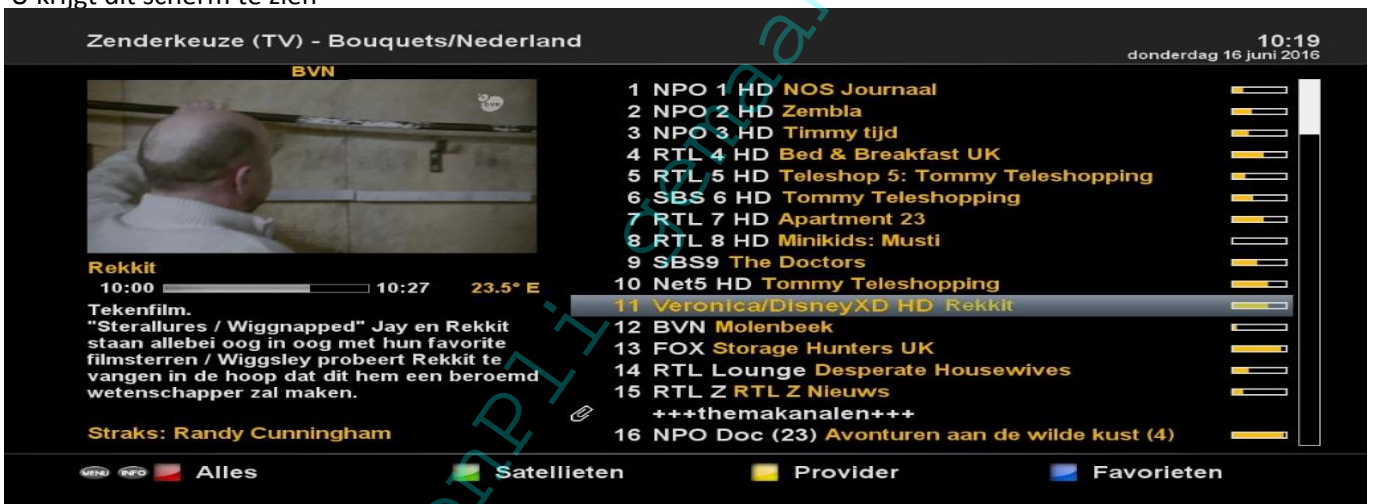 U krijgt dit scherm te zien
Zenderkeuze (TV) - Bouquets/Nederland
10:19
donderdag 16 juni 2016
BVN
Rekkit
10:00 10:27 23.5° E
Tekenfilm.
"Sterallures / Wiggnapped" Jay en Rekkit
staan allebei oog in oog met hun favorite
filmsterren / Wiggsley probeert Rekkit te
vangen in de hoop dat dit hem een beroemd
wetenschapper zal maken.
Straks: Randy Cunningham
1 NPO 1 HD NOS Journaal
2 NPO 2 HD Zembla
3 NPO 3 HD Timmy tijd
4 RTL 4 HD Bed & Breakfast UK
5 RTL 5 HD Teleshop 5: Tommy Teleshopping
6 SBS 6 HD Tommy Teleshopping
7 RTL 7 HD Apartment 23
8 RTL 8 HD Minikids: Musti
9 SBS9 The Doctors
10 Net5 HD Tommy Teleshopping
11 Veronica/DisneyXD HD Rekkit
12 BVN Molenbeek
13 FOX Storage Hunters UK
14 RTL Lounge Desperate Housewives
15 RTL Z RTL Z Nieuws
+++themakanalen+++
16 NPO Doc (23) Avonturen aan de wilde kust (4)
MENU INFO Alles Satellieten Provider Favorieten